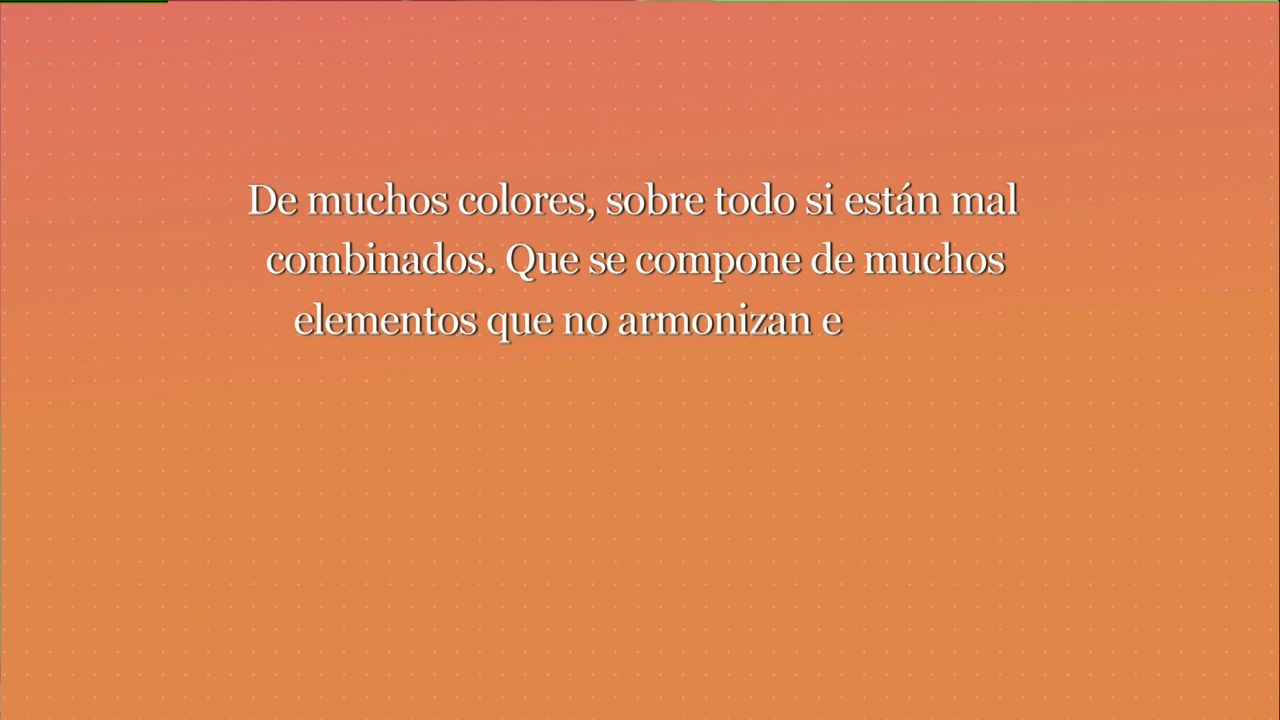 De muchos colores, sobre todo si están mal
combinados. Que se compone de muchos
elementos que no armonizan e